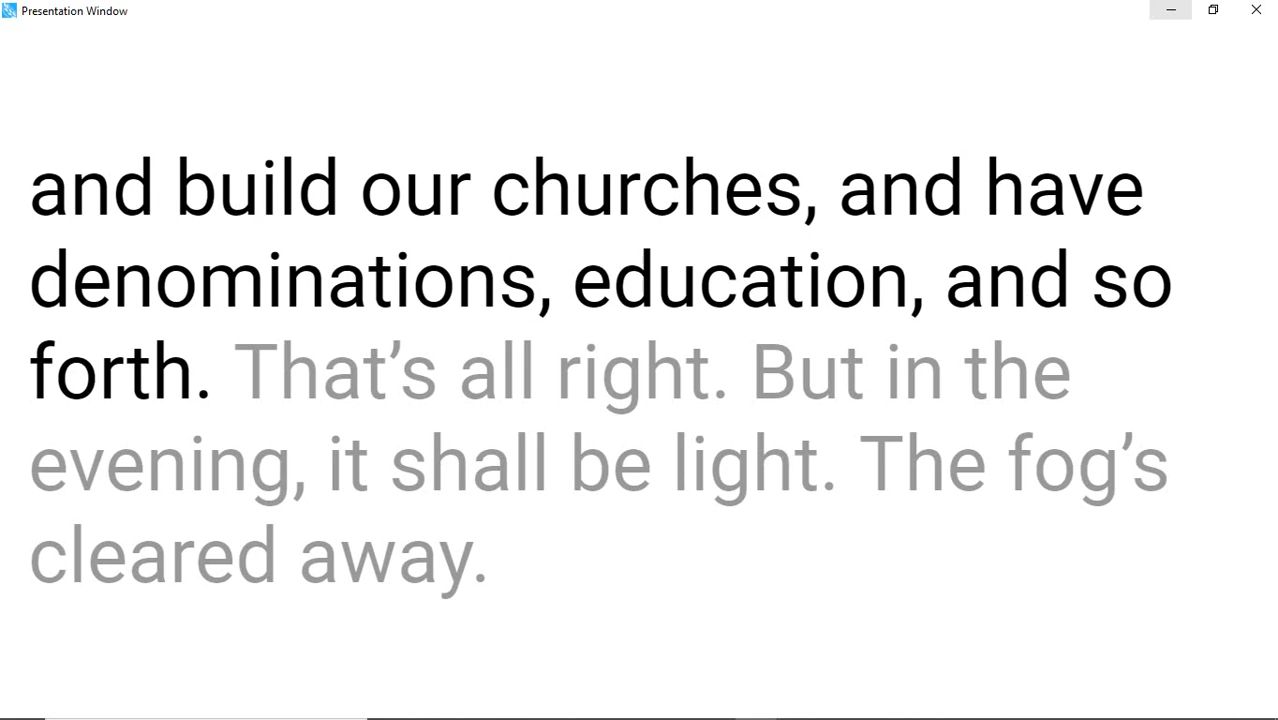 Presentation Window
and build our churches, and have
denominations, education, and so
forth. That’s all right. But in the
evening, it shall be light. The fog’s
cleared away.